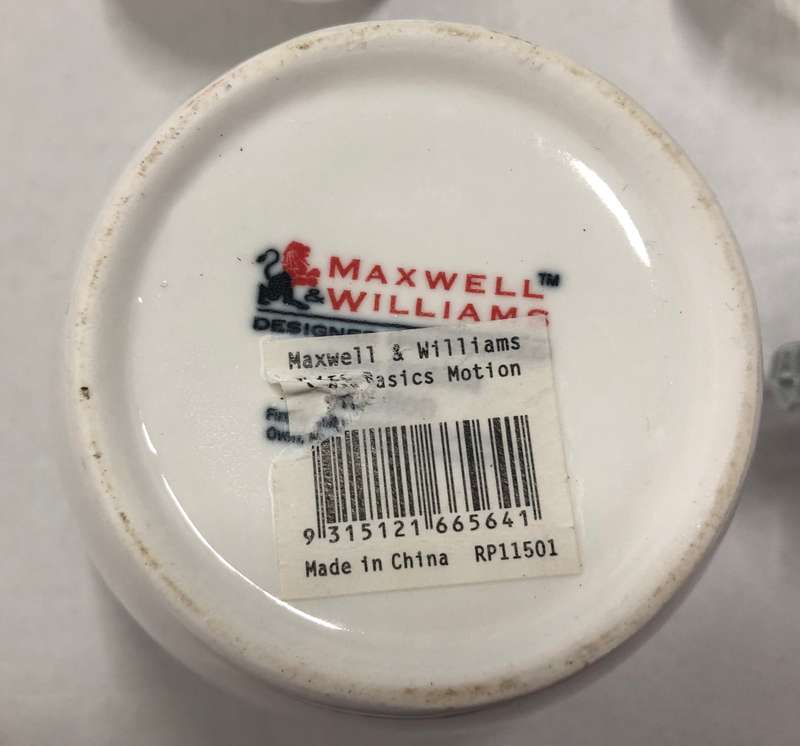 MAXWELL™
& WILLIAMS
Maxwell & Williams
Basics Motion
9 315121 665641
Made in China RP11501